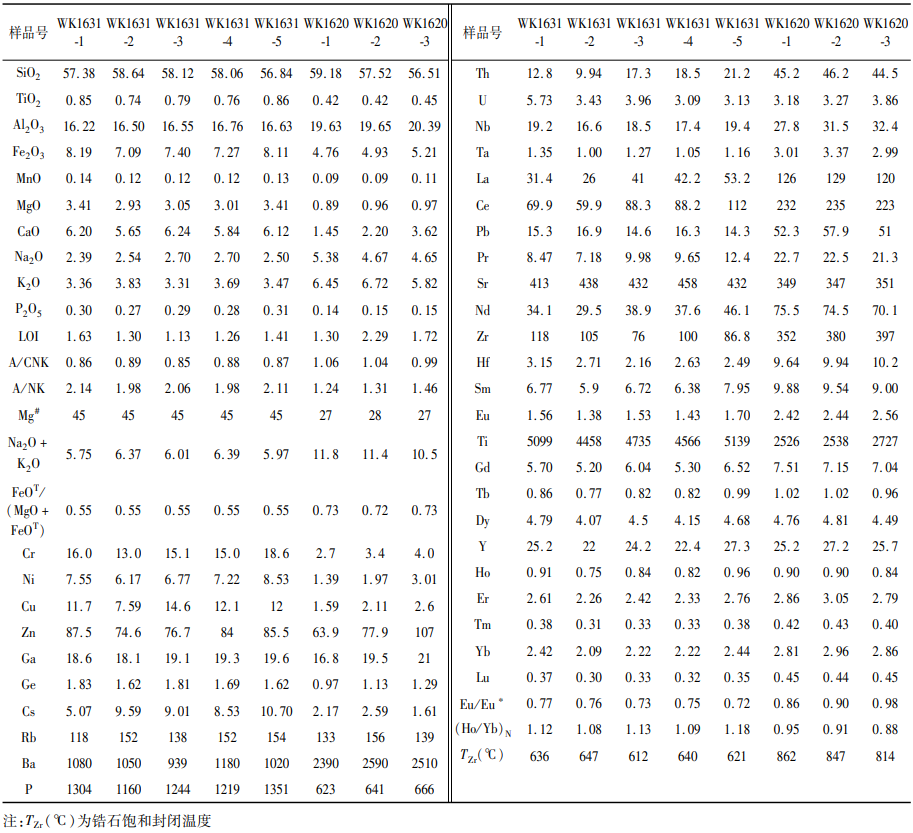 样品号 WK1631-1 WK1631-2 WK1631-3 WK1631-4 WK1631-5 WK1620-1 WK1620-2 WK1620-3
SiO₂ 57.38 58.64 58.12 58.06 56.84 59.18 57.52 56.51
TiO₂ 0.85 0.74 0.79 0.76 0.86 0.42 0.42 0.45
Al₂O₃ 16.22 16.50 16.55 16.76 16.63 19.63 19.65 20.39
Fe₂O₃ 8.19 7.09 7.40 7.27 8.11 4.76 4.93 5.21
MnO 0.14 0.12 0.12 0.12 0.13 0.09 0.09 0.11
MgO 3.41 2.93 3.05 3.01 3.41 0.89 0.96 0.97
CaO 6.20 5.65 6.24 5.84 6.12 1.45 2.20 3.62
Na₂O 2.39 2.54 2.70 2.70 2.50 5.38 4.67 4.65
K₂O 3.36 3.83 3.31 3.69 3.47 6.45 6.72 5.82
P₂O₅ 0.30 0.27 0.29 0.28 0.31 0.14 0.15 0.15
LOI 1.63 1.30 1.13 1.26 1.41 1.30 2.29 1.72
A/CNK 0.86 0.89 0.85 0.88 0.87 1.06 1.04 0.99
A/NK 2.14 1.98 2.06 1.98 2.11 1.24 1.31 1.46
Mg# 45 45 45 45 45 27 28 27
Na₂O + K₂O 5.75 6.37 6.01 6.39 5.97 11.8 11.4 10.5
FeOᵀ/(MgO + FeOᵀ) 0.55 0.55 0.55 0.55 0.55 0.73 0.72 0.73
Cr 16.0 13.0 15.1 15.0 18.6 2.7 3.4 4.0
Ni 7.55 6.17 6.77 7.22 8.53 1.39 1.97 3.01
Cu 11.7 7.59 14.6 12.1 12 1.59 2.11 2.6
Zn 87.5 74.6 76.7 84 85.5 63.9 77.9 107
Ga 18.6 18.1 19.1 19.3 19.6 16.8 19.5 21
Ge 1.83 1.62 1.81 1.69 1.62 0.97 1.13 1.29
Cs 5.07 9.59 9.01 8.53 10.70 2.17 2.59 1.61
Rb 118 152 138 152 154 133 156 139
Ba 1080 1050 939 1180 1020 2390 2590 2510
P 1304 1160 1244 1219 1351 623 641 666
样品号 WK1631-1 WK1631-2 WK1631-3 WK1631-4 WK1631-5 WK1620-1 WK1620-2 WK1620-3
Th 12.8 9.94 17.3 18.5 21.2 45.2 46.2 44.5
U 5.73 3.43 3.96 3.09 3.13 3.18 3.27 3.86
Nb 19.2 16.6 18.5 17.4 19.4 27.8 31.5 32.4
Ta 1.35 1.00 1.27 1.05 1.16 3.01 3.37 2.99
La 31.4 26 41 42.2 53.2 126 129 120
Ce 69.9 59.9 88.3 88.2 112 232 235 223
Pb 15.3 16.9 14.6 16.3 14.3 52.3 57.9 51
Pr 8.47 7.18 9.98 9.65 12.4 22.7 22.5 21.3
Sr 413 438 432 458 432 349 347 351
Nd 34.1 29.5 38.9 37.6 46.1 75.5 74.5 70.1
Zr 118 105 76 100 86.8 352 380 397
Hf 3.15 2.71 2.16 2.63 2.49 9.64 9.94 10.2
Sm 6.77 5.9 6.72 6.38 7.95 9.88 9.54 9.00
Eu 1.56 1.38 1.53 1.43 1.70 2.42 2.44 2.56
Ti 5099 4458 4735 4566 5139 2526 2538 2727
Gd 5.70 5.20 6.04 5.30 6.52 7.51 7.15 7.04
Tb 0.86 0.77 0.82 0.82 0.99 1.02 1.02 0.96
Dy 4.79 4.07 4.5 4.15 4.68 4.76 4.81 4.49
Y 25.2 22 24.2 22.4 27.3 25.2 27.2 25.7
Ho 0.91 0.75 0.84 0.82 0.96 0.90 0.90 0.84
Er 2.61 2.26 2.42 2.33 2.76 2.86 3.05 2.79
Tm 0.38 0.31 0.33 0.33 0.38 0.42 0.43 0.40
Yb 2.42 2.09 2.22 2.22 2.44 2.81 2.96 2.86
Lu 0.37 0.30 0.33 0.32 0.35 0.45 0.44 0.45
Eu/Eu* 0.77 0.76 0.73 0.75 0.72 0.86 0.90 0.98
(Ho/Yb)N 1.12 1.08 1.13 1.09 1.18 0.95 0.91 0.88
TZr(℃) 636 647 612 640 621 862 847 814
注:TZr(℃)为锆石饱和封闭温度